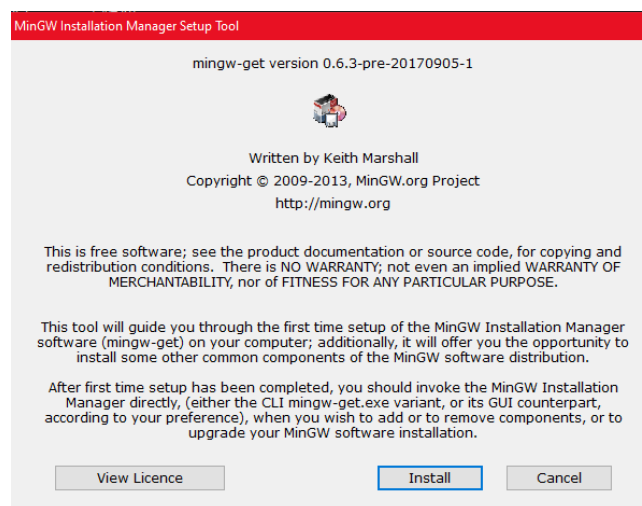 MinGW Installation Manager Setup Tool
mingw-get version 0.6.3-pre-20170905-1
Written by Keith Marshall
Copyright © 2009-2013, MinGW.org Project
http://mingw.org
This is free software; see the product documentation or source code, for copying and
redistribution conditions.  There is NO WARRANTY; not even an implied WARRANTY OF
MERCHANTABILITY, nor of FITNESS FOR ANY PARTICULAR PURPOSE.
This tool will guide you through the first time setup of the MinGW Installation Manager
software (mingw-get) on your computer; additionally, it will offer you the opportunity to
install some other common components of the MinGW software distribution.
After first time setup has been completed, you should invoke the MinGW Installation
Manager directly, (either the CLI mingw-get.exe variant, or its GUI counterpart,
according to your preference), when you wish to add or to remove components, or to
upgrade your MinGW software installation.
View Licence
Install
Cancel